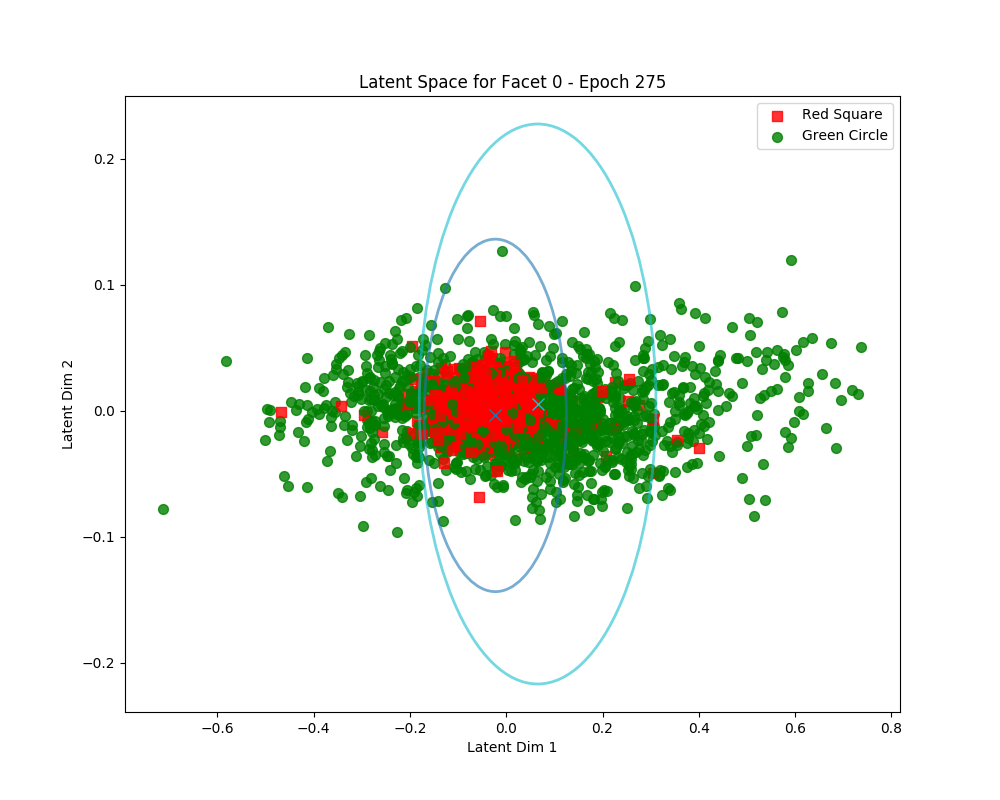 Latent Space for Facet 0 - Epoch 275
Red Square
Green Circle
Latent Dim 2
0.2
0.1
0.0
−0.1
−0.2
−0.6
−0.4
−0.2
0.0
0.2
0.4
0.6
0.8
Latent Dim 1